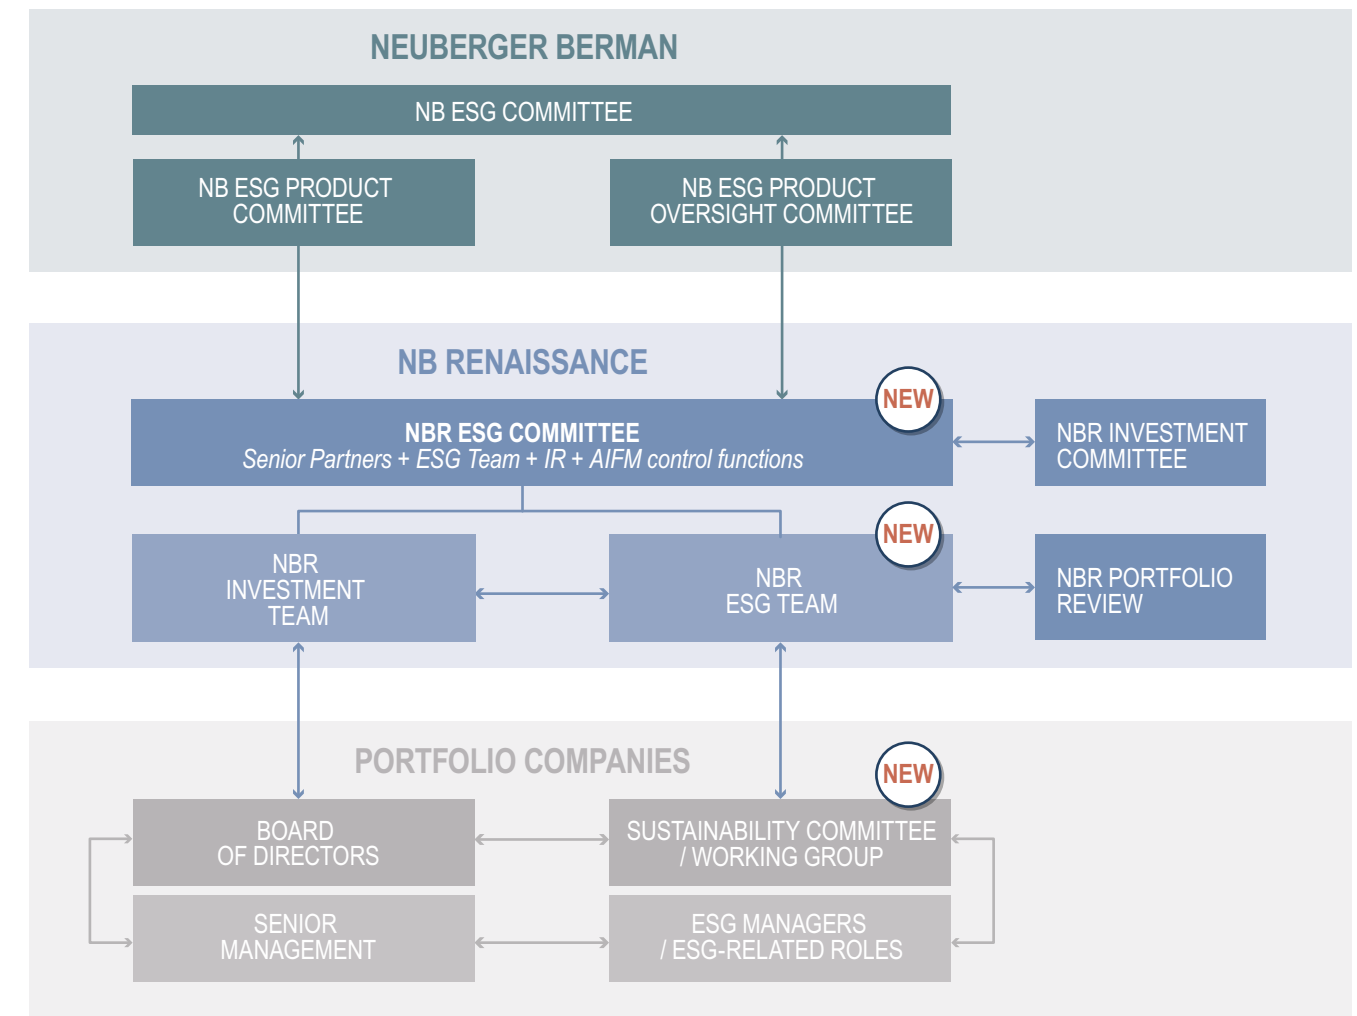 NEUBERGER BERMAN
NB ESG COMMITTEE
NB ESG PRODUCT
COMMITTEE
NB ESG PRODUCT
OVERSIGHT COMMITTEE
NB RENAISSANCE
NEW
NBR ESG COMMITTEE
Senior Partners + ESG Team + IR + AIFM control functions
NBR INVESTMENT
COMMITTEE
NEW
NBR
INVESTMENT
TEAM
NBR
ESG TEAM
NBR PORTFOLIO
REVIEW
PORTFOLIO COMPANIES
NEW
BOARD
OF DIRECTORS
SUSTAINABILITY COMMITTEE
/ WORKING GROUP
SENIOR
MANAGEMENT
ESG MANAGERS
/ ESG-RELATED ROLES